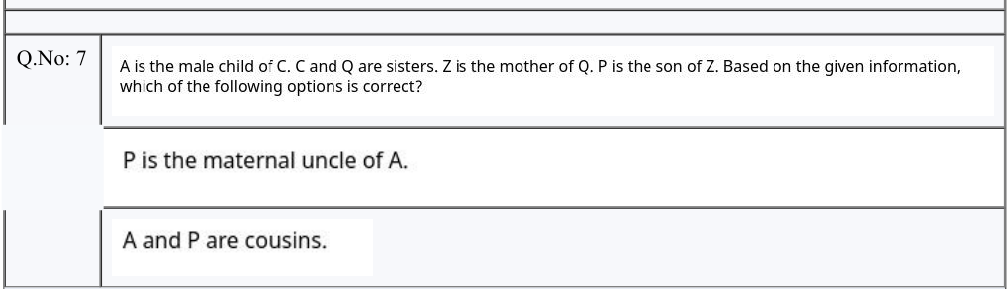 Q.No: 7
A is the male child of C. C and Q are sisters. Z is the mother of Q. P is the son of Z. Based on the given information,
which of the following options is correct?
P is the maternal uncle of A.
A and P are cousins.